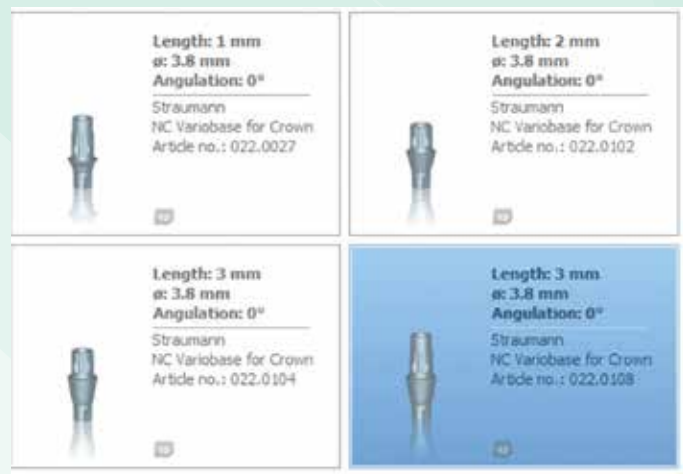 Length: 1 mm
ø: 3.8 mm
Angulation: 0°
Straumann
NC Variobase for Crown
Article no.: 022.0027
Length: 2 mm
ø: 3.8 mm
Angulation: 0°
Straumann
NC Variobase for Crown
Article no.: 022.0102
Length: 3 mm
ø: 3.8 mm
Angulation: 0°
Straumann
NC Variobase for Crown
Article no.: 022.0104
Length: 3 mm
ø: 3.8 mm
Angulation: 0°
Straumann
NC Variobase for Crown
Article no.: 022.0108